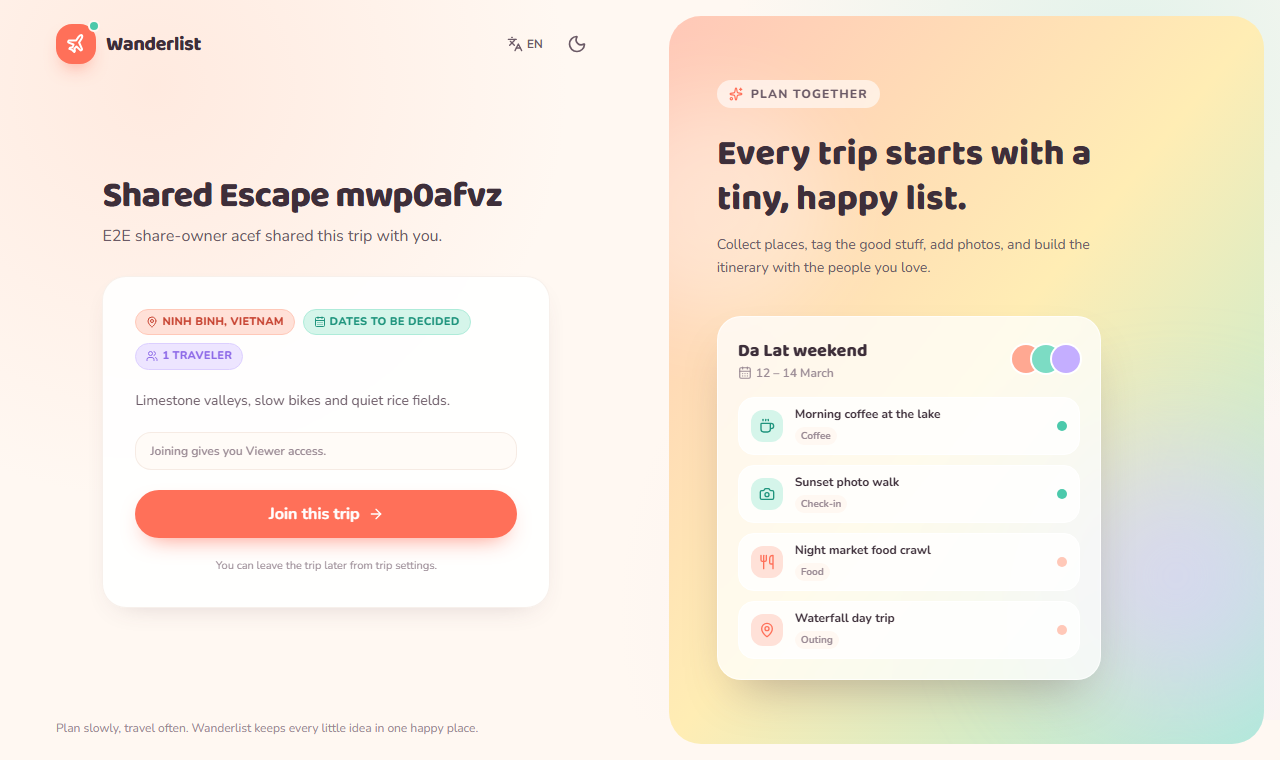 Wanderlist
EN
Shared Escape mwp0afvz
E2E share-owner acef shared this trip with you.
NINH BINH, VIETNAM
DATES TO BE DECIDED
1 TRAVELER
Limestone valleys, slow bikes and quiet rice fields.
Joining gives you Viewer access.
Join this trip
You can leave the trip later from trip settings.
Plan slowly, travel often. Wanderlist keeps every little idea in one happy place.
PLAN TOGETHER
Every trip starts with a
tiny, happy list.
Collect places, tag the good stuff, add photos, and build the
itinerary with the people you love.
Da Lat weekend
12 – 14 March
Morning coffee at the lake
Coffee
Sunset photo walk
Check-in
Night market food crawl
Food
Waterfall day trip
Outing